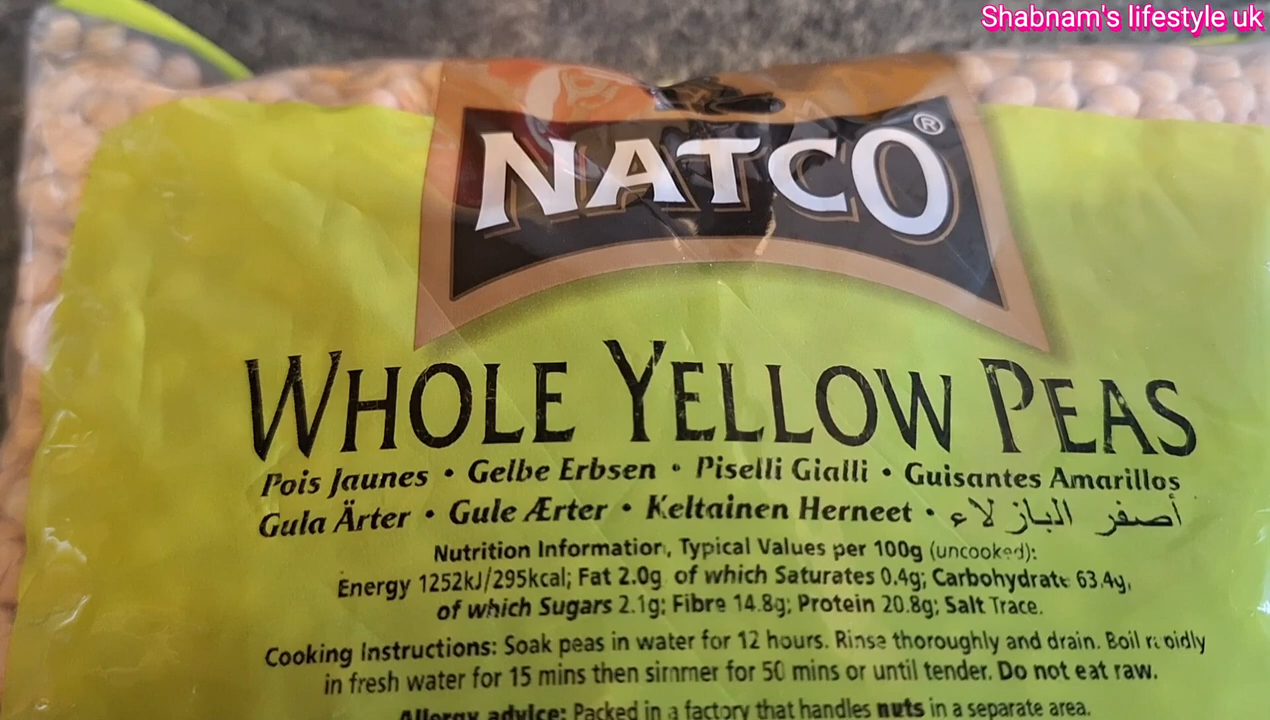 Shabnam's lifestyle uk
NATCO®
WHOLE YELLOW PEAS
Pois Jaunes • Gelbe Erbsen • Piselli Gialli • Guisantes Amarillos
Gula Ärter • Gule Ærter • Keltainen Herneet • أصفر البازلاء
Nutrition Information, Typical Values per 100g (uncooked):
Energy 1252kJ/295kcal; Fat 2.0g of which Saturates 0.4g; Carbohydrate 63.4g,
of which Sugars 2.1g; Fibre 14.8g; Protein 20.8g; Salt Trace.
Cooking Instructions: Soak peas in water for 12 hours. Rinse thoroughly and drain. Boil rapidly
in fresh water for 15 mins then simmer for 50 mins or until tender. Do not eat raw.
Allergy advice: Packed in a factory that handles nuts in a separate area.